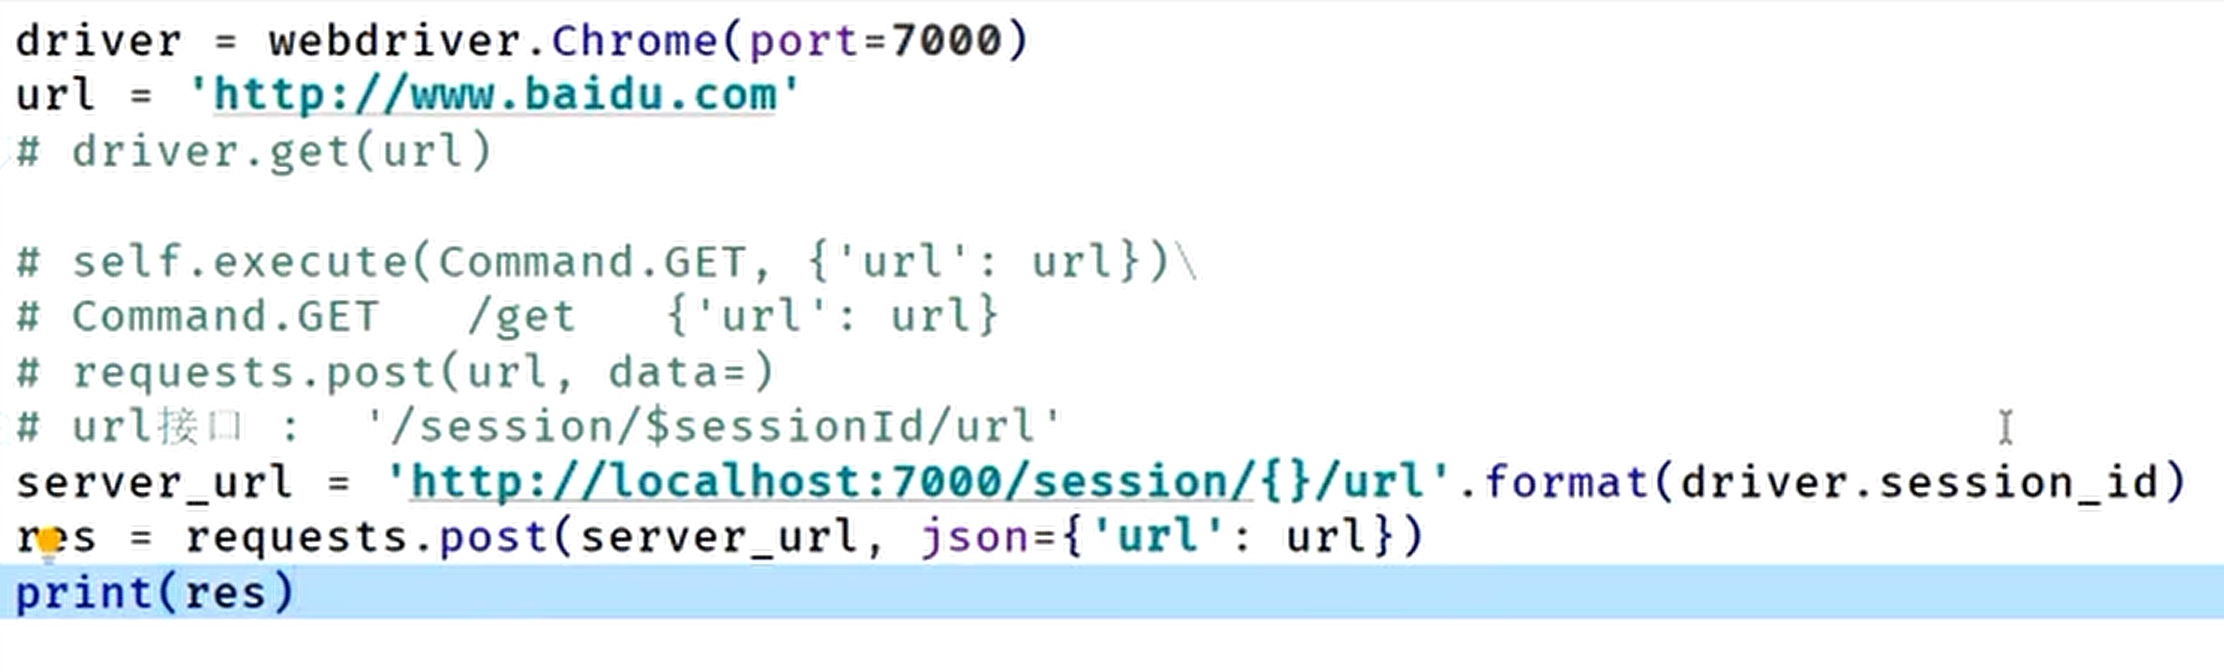 driver = webdriver.Chrome(port=7000)
url = 'http://www.baidu.com'
# driver.get(url)
# self.execute(Command.GET, {'url': url})\
# Command.GET   /get   {'url': url}
# requests.post(url, data=)
# url接口 :  '/session/$sessionId/url'
server_url = 'http://localhost:7000/session/{}/url'.format(driver.session_id)
res = requests.post(server_url, json={'url': url})
print(res)